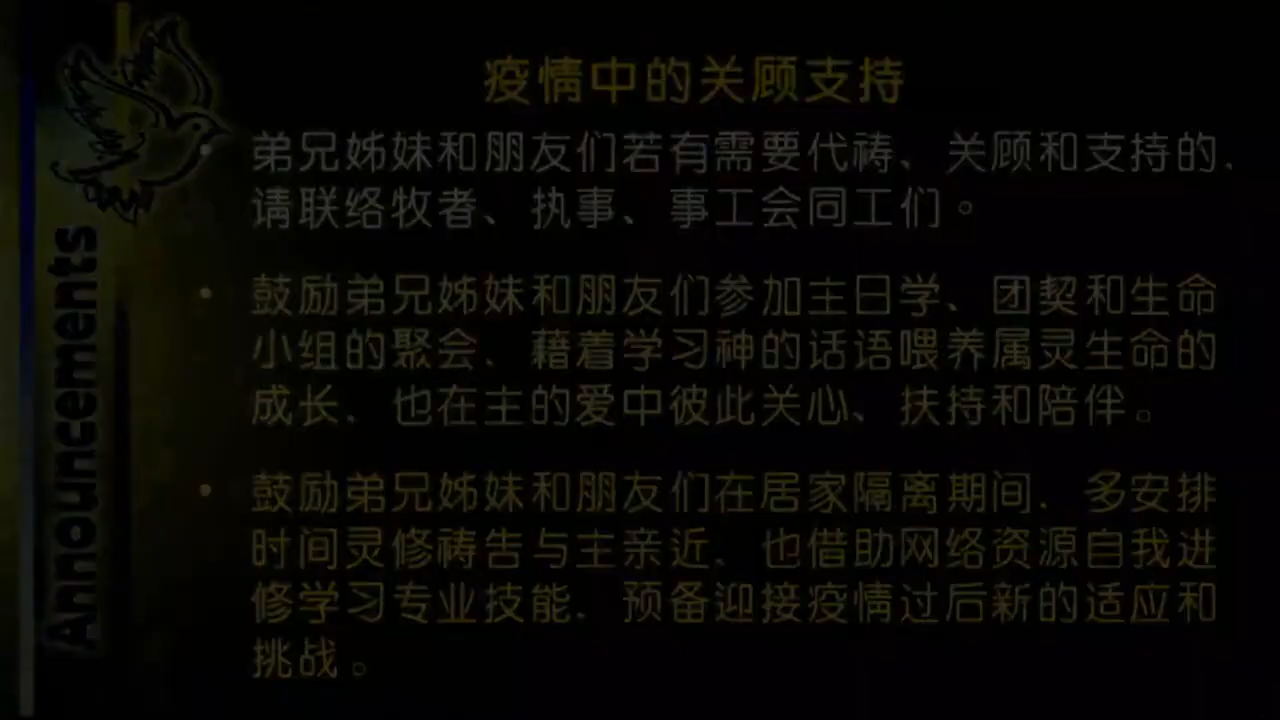 疫情中的关顾支持
• 弟兄姊妹和朋友们若有需要代祷、关顾和支持的，
请联络牧者、执事、事工会同工们。
• 鼓励弟兄姊妹和朋友们参加主日学、团契和生命
小组的聚会，藉着学习神的话语喂养属灵生命的
成长，也在主的爱中彼此关心、扶持和陪伴。
• 鼓励弟兄姊妹和朋友们在居家隔离期间，多安排
时间灵修祷告与主亲近，也借助网络资源自我进
修学习专业技能，预备迎接疫情过后新的适应和
挑战。
Announcements